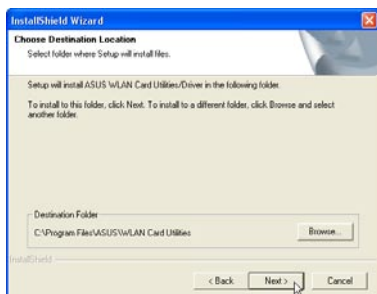 InstallShield Wizard
Choose Destination Location
Select folder where Setup will install files.
Setup will install ASUS WLAN Card Utilities/Driver in the following folder.
To install to this folder, click Next. To install to a different folder, click Browse and select
another folder.
Destination Folder
C:\Program Files\ASUS\WLAN Card Utilities
Browse...
InstallShield
< Back
Next >
Cancel